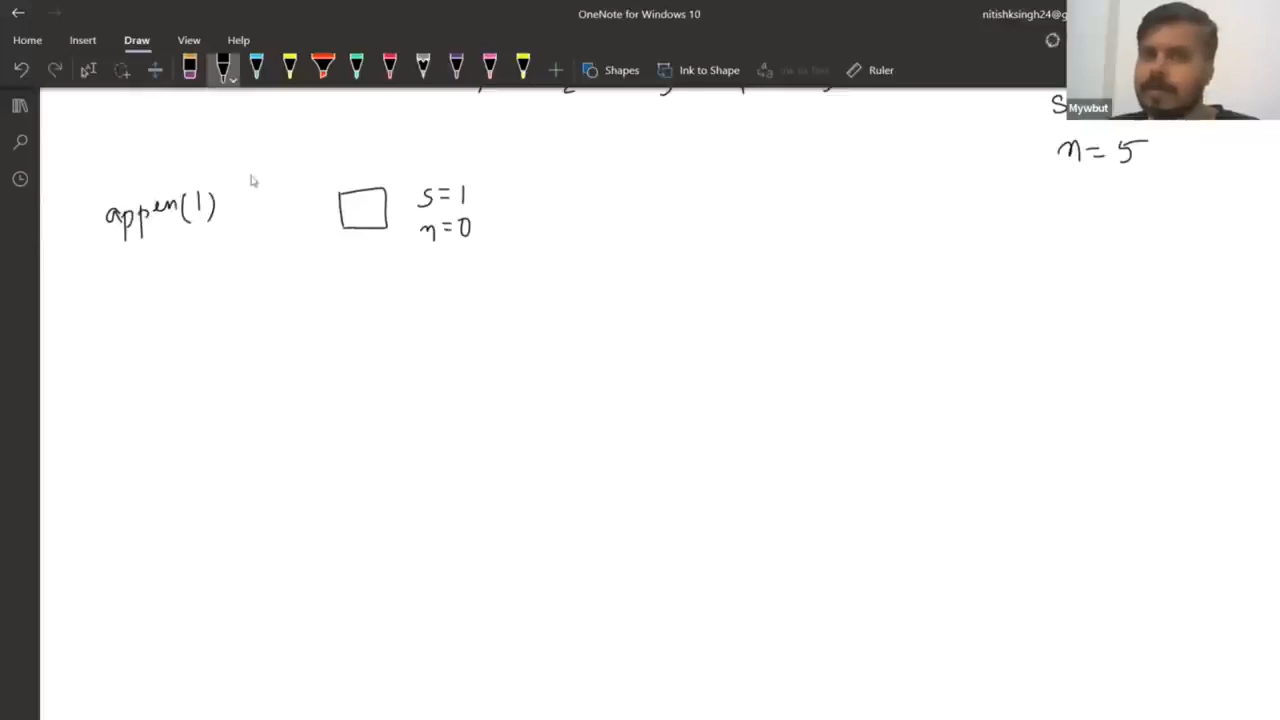 OneNote for Windows 10
nitishksingh24@g
Home Insert Draw View Help
Shapes Ink to Shape Ruler
Mywbut
S
n = 5
appen(1)
s = 1
n = 0